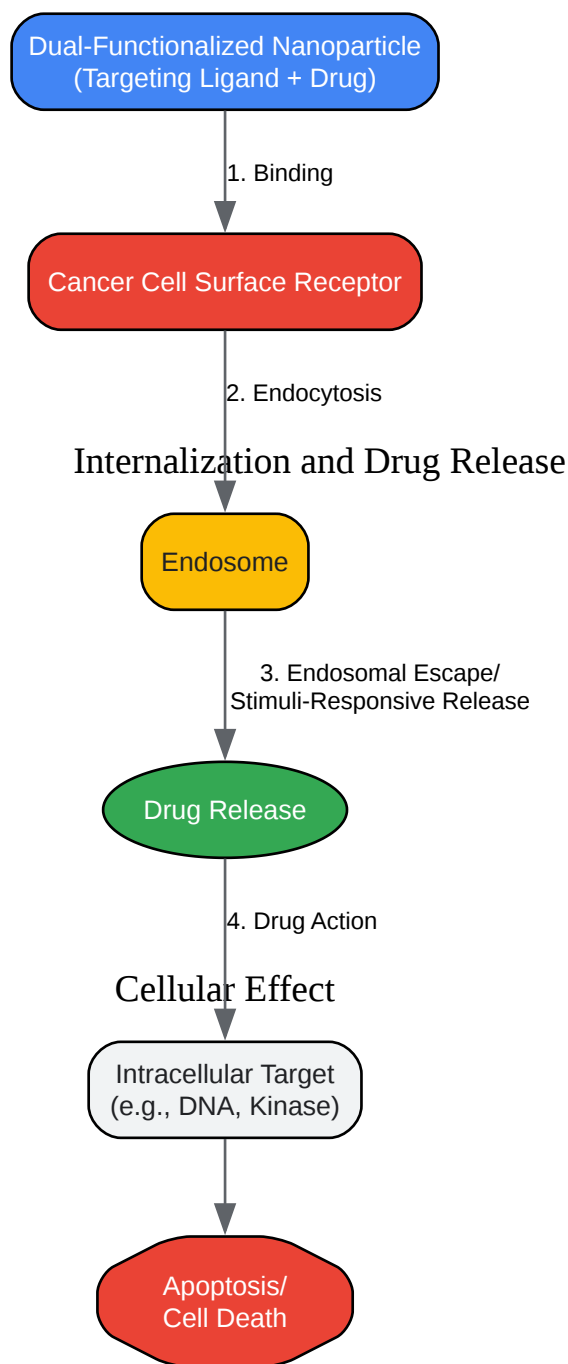 Dual-Functionalized Nanoparticle
(Targeting Ligand + Drug)
1. Binding
Cancer Cell Surface Receptor
2. Endocytosis
Internalization and Drug Release
Endosome
3. Endosomal Escape/
Stimuli-Responsive Release
Drug Release
4. Drug Action
Cellular Effect
Intracellular Target
(e.g., DNA, Kinase)
Apoptosis/
Cell Death